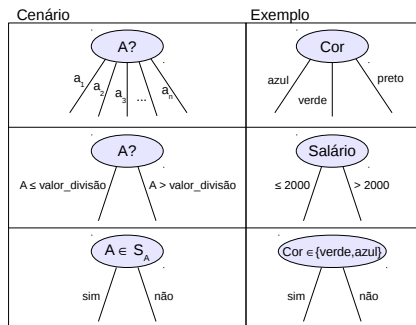 Cenário Exemplo
A?
a1 a2 a3 ... an
Cor
azul verde preto
A?
A ≤ valor_divisão A > valor_divisão
Salário
≤ 2000 > 2000
A ∈ SA
sim não
Cor ∈{verde,azul}
sim não